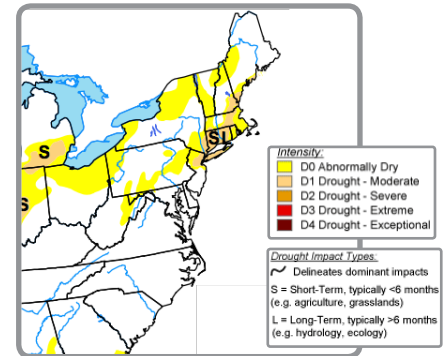 S
SL
S
Intensity:
D0 Abnormally Dry
D1 Drought - Moderate
D2 Drought - Severe
D3 Drought - Extreme
D4 Drought - Exceptional
Drought Impact Types:
Delineates dominant impacts
S = Short-Term, typically <6 months
(e.g. agriculture, grasslands)
L = Long-Term, typically >6 months
(e.g. hydrology, ecology)